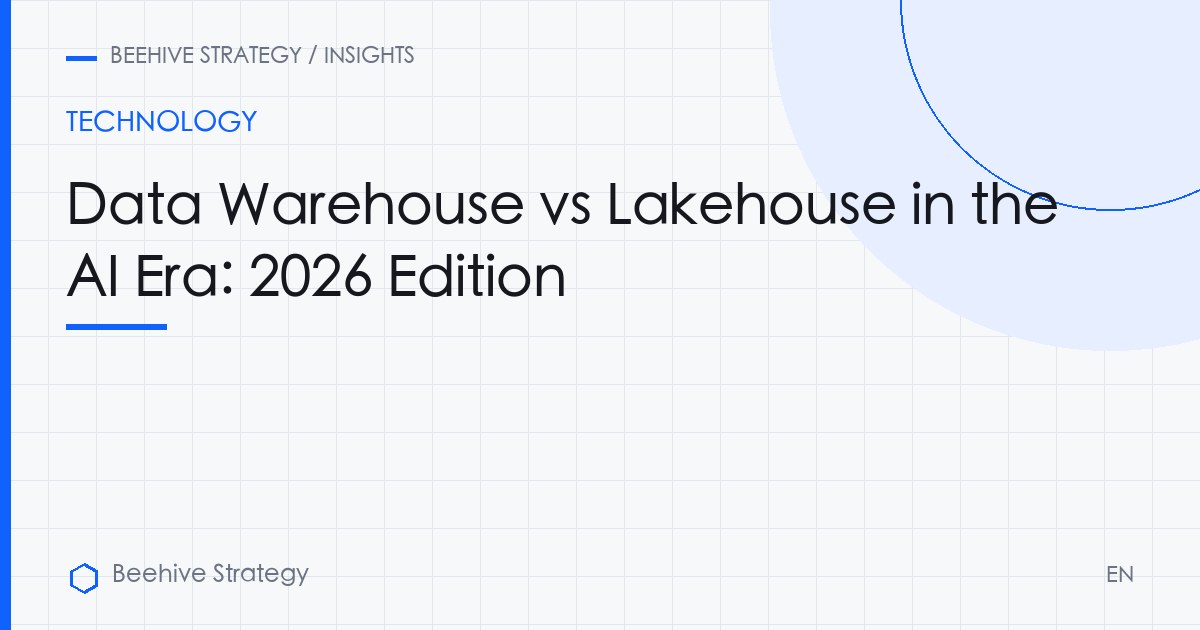 BEEHIVE STRATEGY / INSIGHTS
TECHNOLOGY
Data Warehouse vs Lakehouse in the
AI Era: 2026 Edition
Beehive Strategy
EN